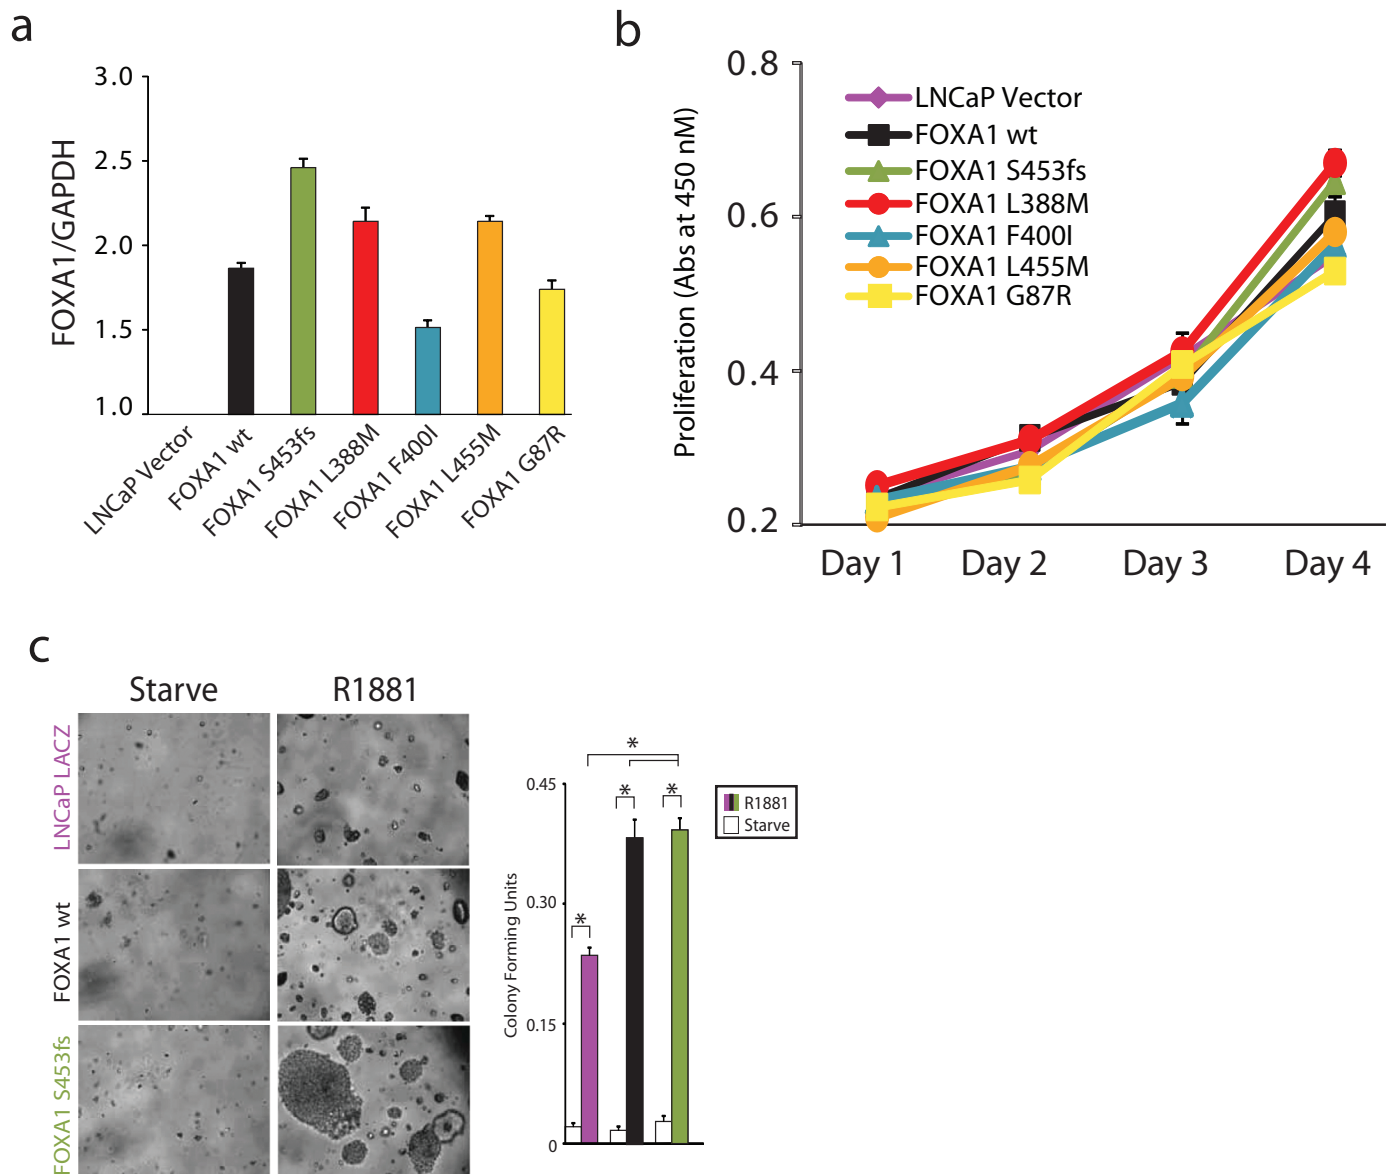 a
FOXA1/GAPDH
3.0
2.5
2.0
1.5
1.0
LNCaP Vector
FOXA1 wt
FOXA1 S453fs
FOXA1 L388M
FOXA1 F400I
FOXA1 L455M
FOXA1 G87R
b
Proliferation (Abs at 450 nM)
0.8
0.6
0.4
0.2
LNCaP Vector
FOXA1 wt
FOXA1 S453fs
FOXA1 L388M
FOXA1 F400I
FOXA1 L455M
FOXA1 G87R
Day 1
Day 2
Day 3
Day 4
c
Starve
R1881
LNCaP LACZ
FOXA1 wt
FOXA1 S453fs
Colony Forming Units
0.45
0.30
0.15
0
*
*
*
*
R1881
Starve